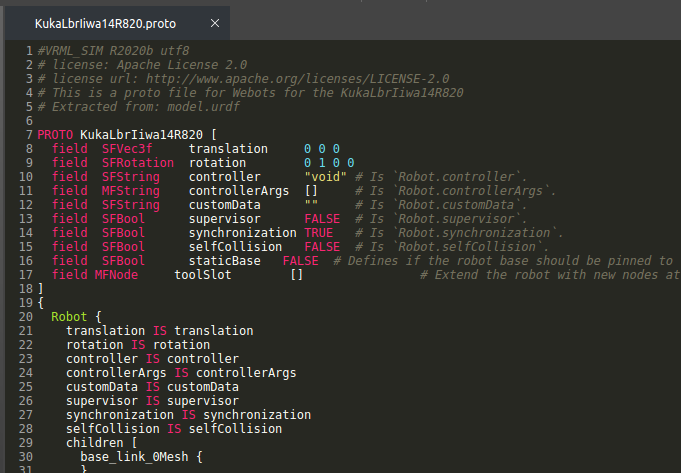 KukaLbrIiwa14R820.proto ×
1 #VRML_SIM R2020b utf8
2 # license: Apache License 2.0
3 # license url: http://www.apache.org/licenses/LICENSE-2.0
4 # This is a proto file for Webots for the KukaLbrIiwa14R820
5 # Extracted from: model.urdf
6
7 PROTO KukaLbrIiwa14R820 [
8 field SFVec3f translation 0 0 0
9 field SFRotation rotation 0 1 0 0
10 field SFString controller "void" # Is `Robot.controller`.
11 field MFString controllerArgs [] # Is `Robot.controllerArgs`.
12 field SFString customData "" # Is `Robot.customData`.
13 field SFBool supervisor FALSE # Is `Robot.supervisor`.
14 field SFBool synchronization TRUE # Is `Robot.synchronization`.
15 field SFBool selfCollision FALSE # Is `Robot.selfCollision`.
16 field SFBool staticBase FALSE # Defines if the robot base should be pinned to
17 field MFNode toolSlot [] # Extend the robot with new nodes at
18 ]
19 {
20 Robot {
21 translation IS translation
22 rotation IS rotation
23 controller IS controller
24 controllerArgs IS controllerArgs
25 customData IS customData
26 supervisor IS supervisor
27 synchronization IS synchronization
28 selfCollision IS selfCollision
29 children [
30 base_link_0Mesh {
31 }